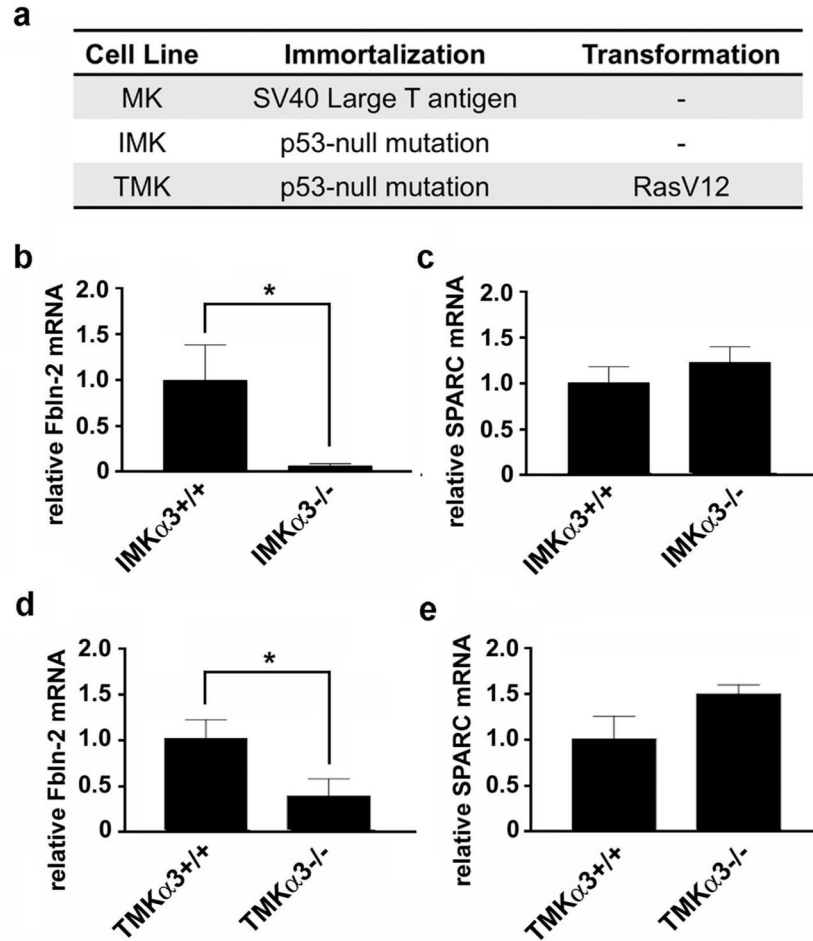 a
Cell Line Immortalization Transformation
MK SV40 Large T antigen -
IMK p53-null mutation -
TMK p53-null mutation RasV12
b
relative Fbln-2 mRNA
2.0
1.5
1.0
0.5
0
*
IMKα3+/+
IMKα3-/-
c
relative SPARC mRNA
2.0
1.5
1.0
0.5
0
IMKα3+/+
IMKα3-/-
d
relative Fbln-2 mRNA
2.0
1.5
1.0
0.5
0
*
TMKα3+/+
TMKα3-/-
e
relative SPARC mRNA
2.0
1.5
1.0
0.5
0
TMKα3+/+
TMKα3-/-